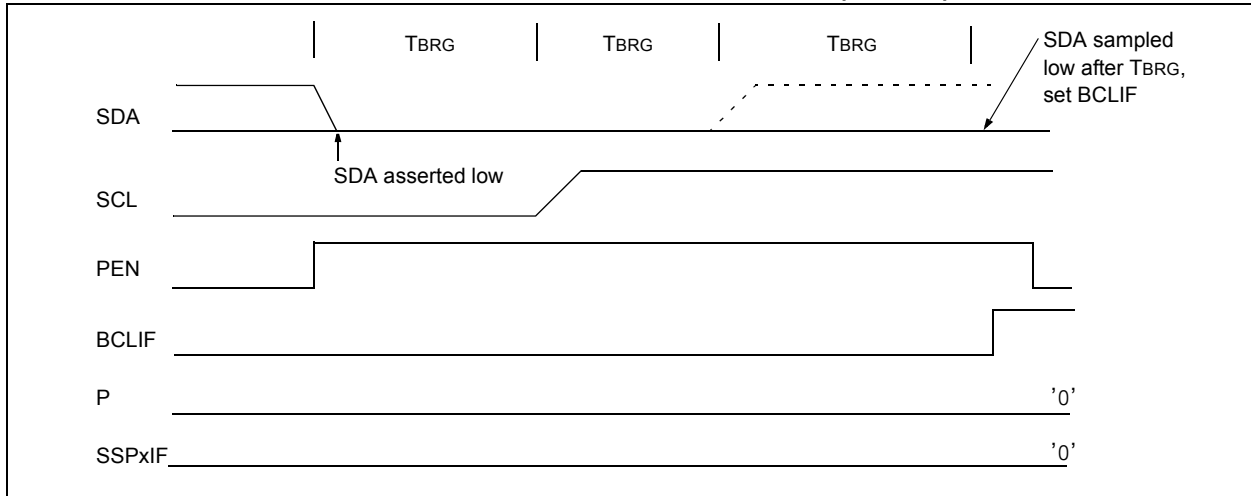 TBRG TBRG TBRG
SDA sampled
low after TBRG,
set BCLIF
SDA
SDA asserted low
SCL
PEN
BCLIF
P '0'
SSPxIF '0'